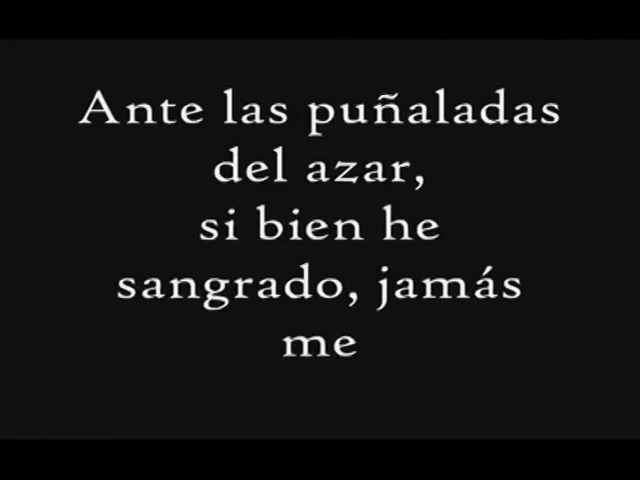 Ante las puñaladas
del azar,
si bien he
sangrado, jamás
me